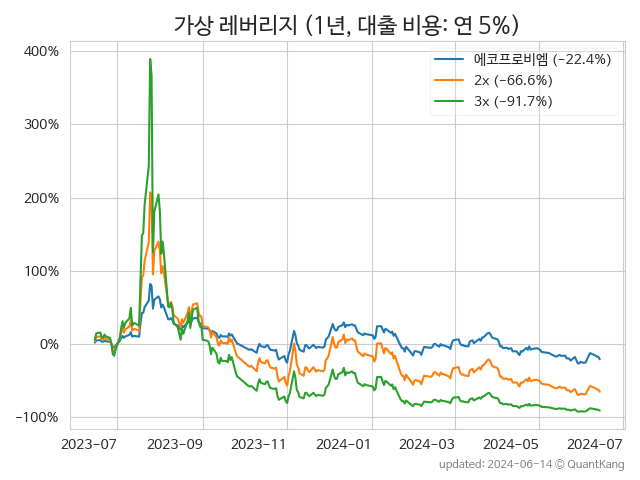 가상 레버리지 (1년, 대출 비용: 연 5%)
400%
300%
200%
100%
0%
−100%
에코프로비엠 (−22.4%)
2x (−66.6%)
3x (−91.7%)
2023-07 2023-09 2023-11 2024-01 2024-03 2024-05 2024-07
updated: 2024-06-14 © QuantKang